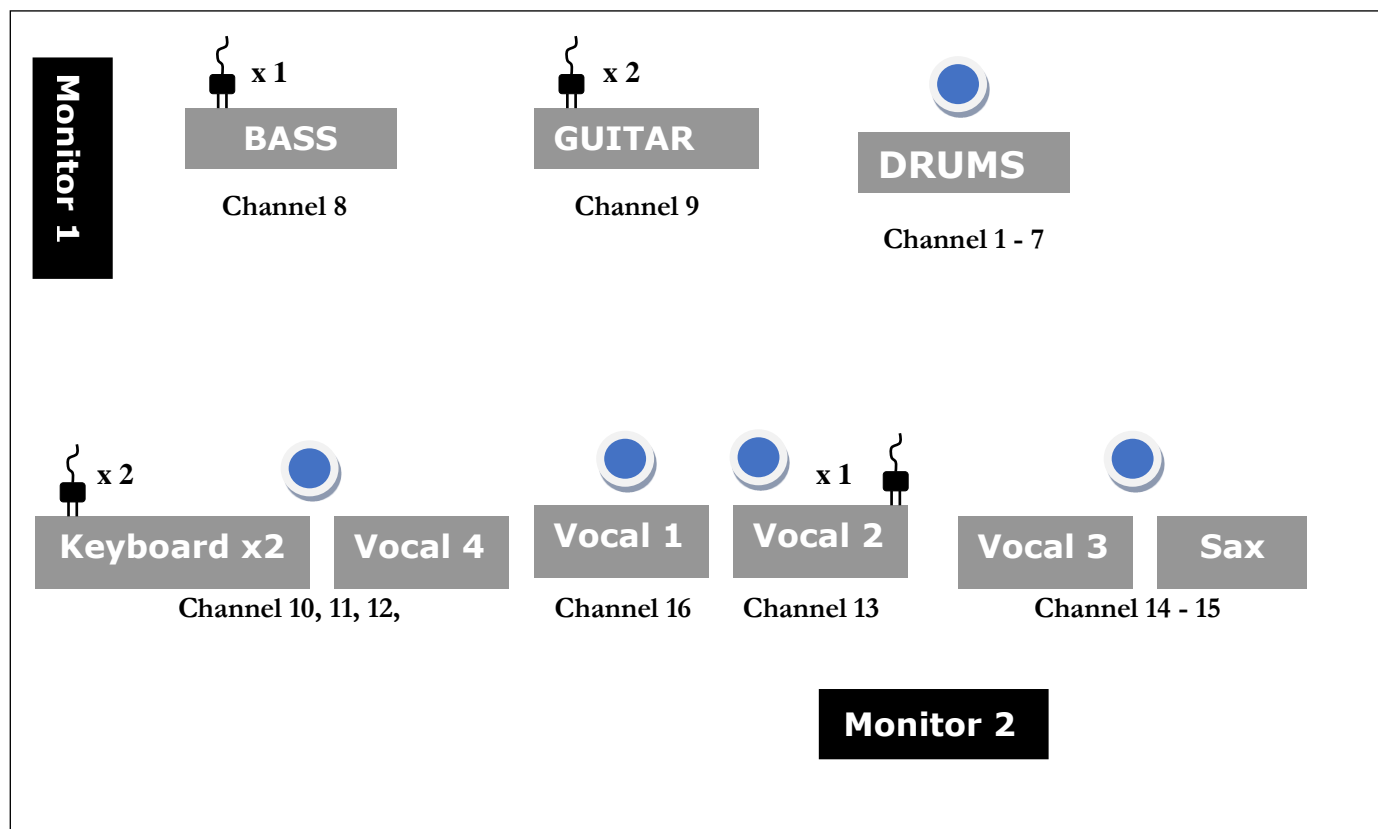 Monitor 1
x 1
BASS
Channel 8
x 2
GUITAR
Channel 9
DRUMS
Channel 1 - 7
x 2
Keyboard x2
Vocal 4
Channel 10, 11, 12,
Vocal 1
Channel 16
x 1
Vocal 2
Channel 13
Vocal 3
Sax
Channel 14 - 15
Monitor 2